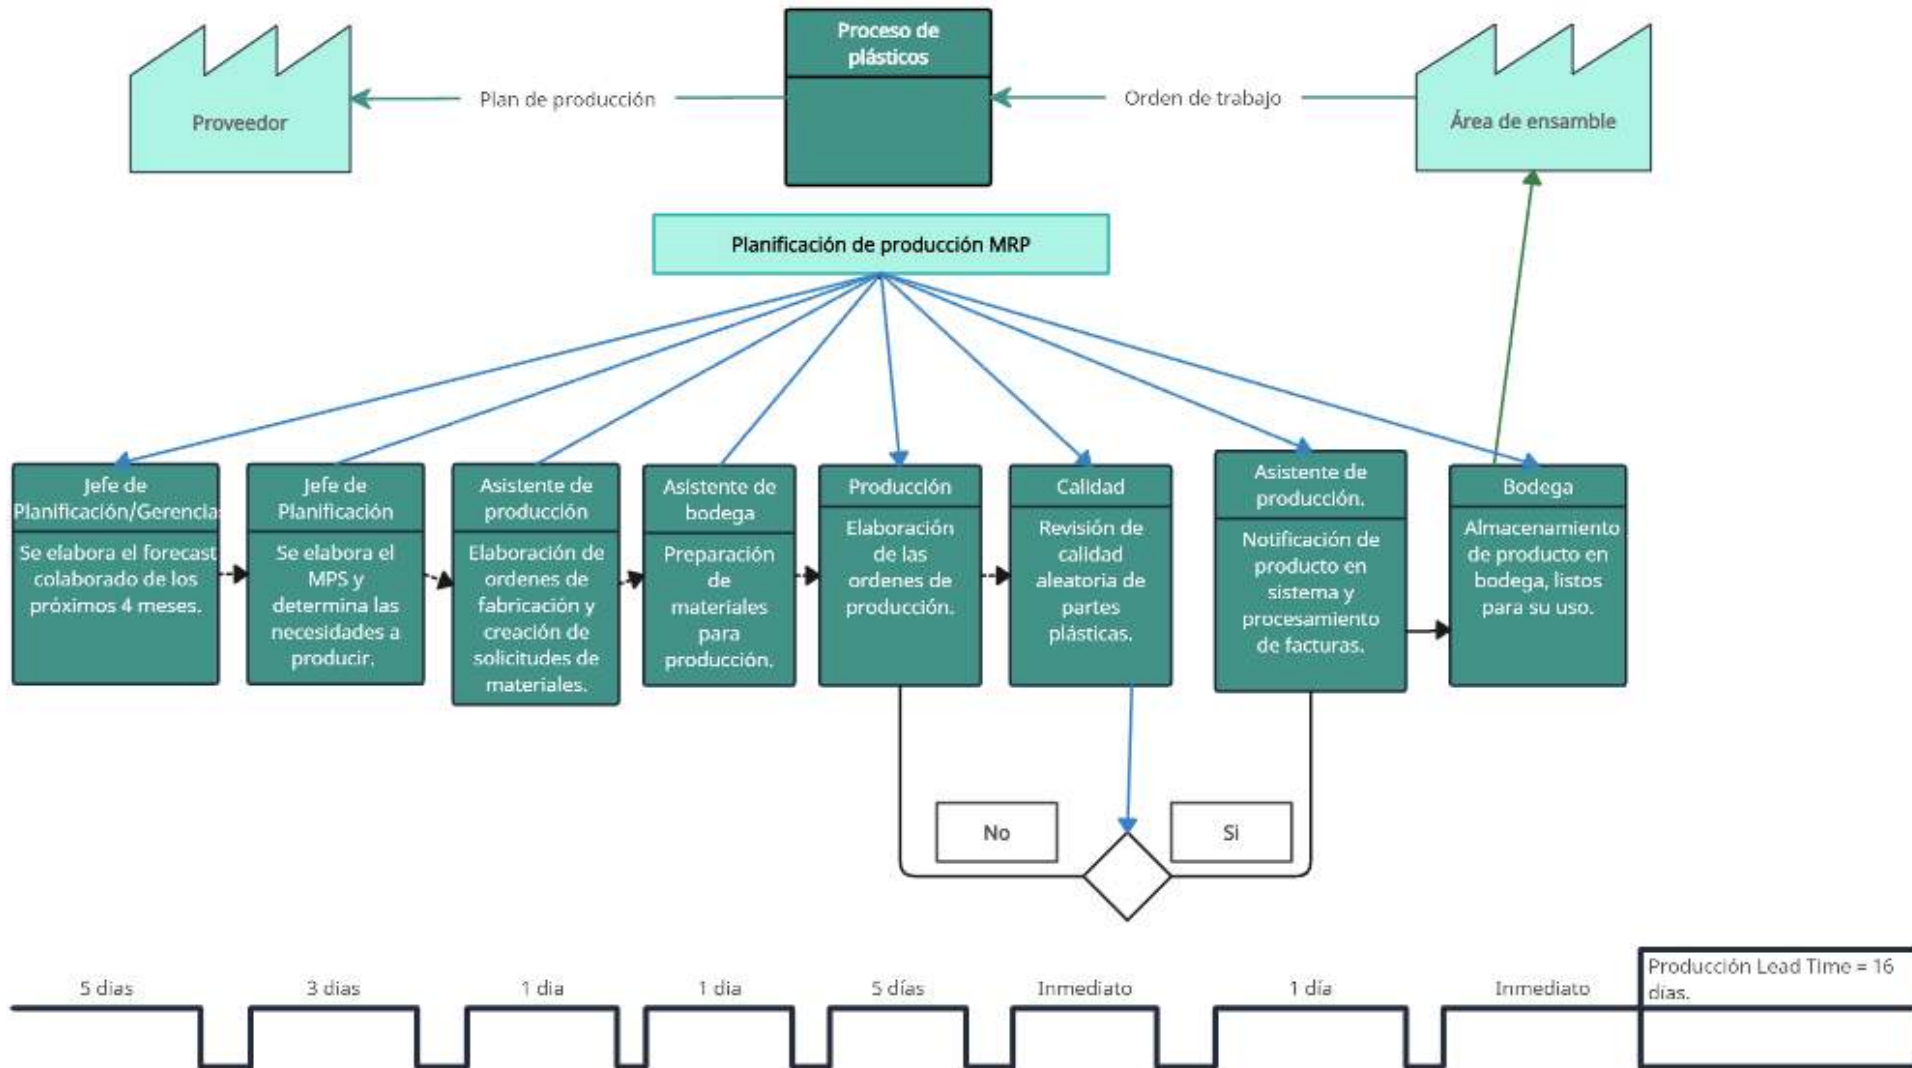 Proceso de
plásticos
Proveedor
Plan de producción
Orden de trabajo
Área de ensamble
Planificación de producción MRP
Jefe de
Planificación/Gerencia
Se elabora el forecast
colaborado de los
próximos 4 meses.
Jefe de
Planificación
Se elabora el
MPS y
determina las
necesidades a
producir.
Asistente de
producción
Elaboración de
ordenes de
fabricación y
creación de
solicitudes de
materiales.
Asistente de
bodega
Preparación
de
materiales
para
producción.
Producción
Elaboración
de las
ordenes de
producción.
Calidad
Revisión de
calidad
aleatoria de
partes
plásticas.
Asistente de
producción.
Notificación de
producto en
sistema y
procesamiento
de facturas.
Bodega
Almacenamiento
de producto en
bodega, listos
para su uso.
No
Si
5 dias
3 dias
1 dia
1 dia
5 días
Inmediato
1 día
Inmediato
Producción Lead Time = 16
días.